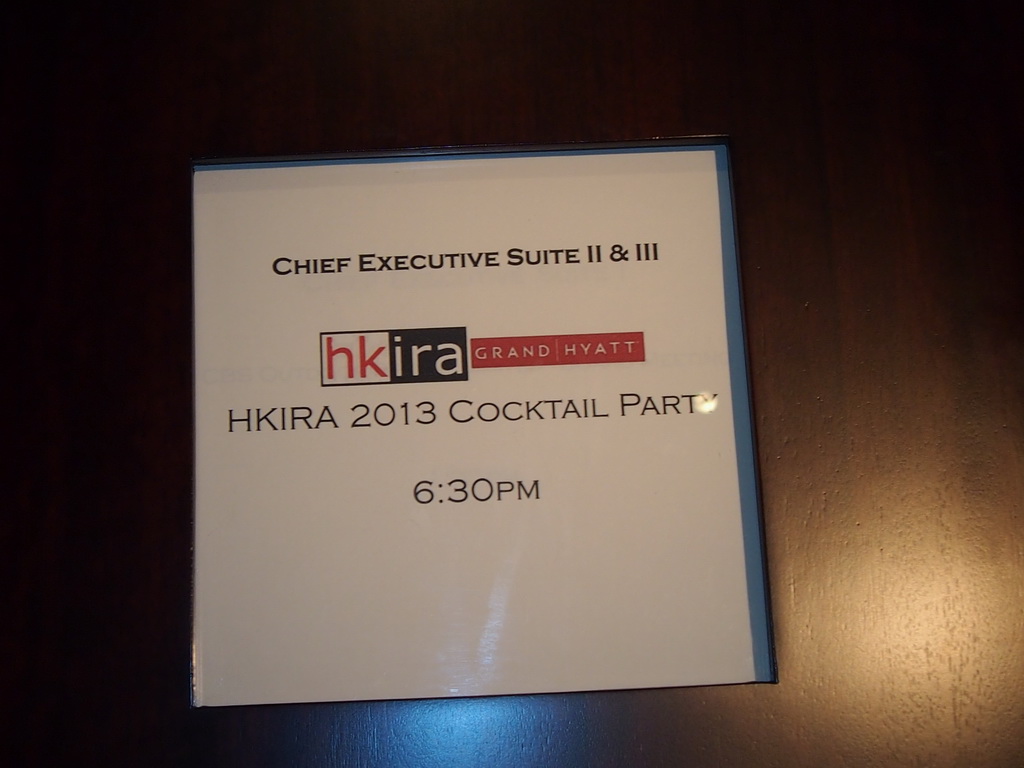 CHIEF EXECUTIVE SUITE II & III
hkira GRAND | HYATT
HKIRA 2013 COCKTAIL PARTY
6:30PM